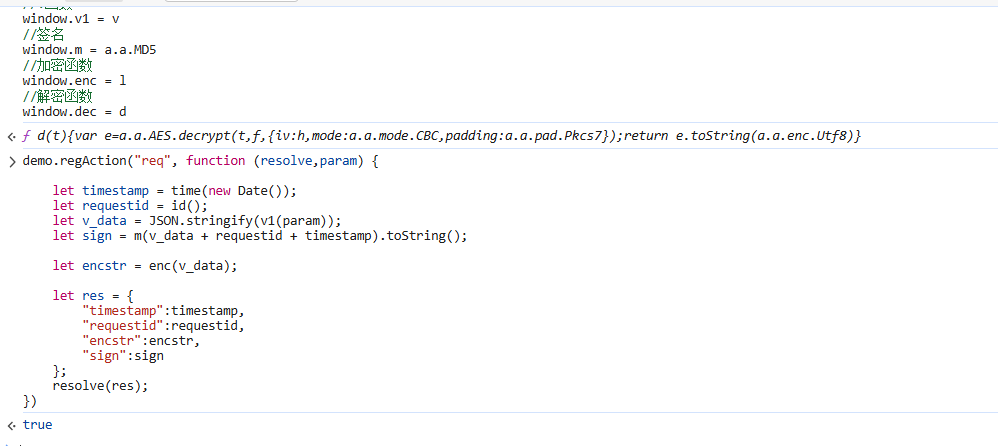 window.v1 = v
//签名
window.m = a.a.MD5
//加密函数
window.enc = l
//解密函数
window.dec = d
ƒ d(t){var e=a.a.AES.decrypt(t,f,{iv:h,mode:a.a.mode.CBC,padding:a.a.pad.Pkcs7});return e.toString(a.a.enc.Utf8)}
demo.regAction("req", function (resolve,param) {
let timestamp = time(new Date());
let requestid = id();
let v_data = JSON.stringify(v1(param));
let sign = m(v_data + requestid + timestamp).toString();
let encstr = enc(v_data);
let res = {
"timestamp":timestamp,
"requestid":requestid,
"encstr":encstr,
"sign":sign
};
resolve(res);
})
true